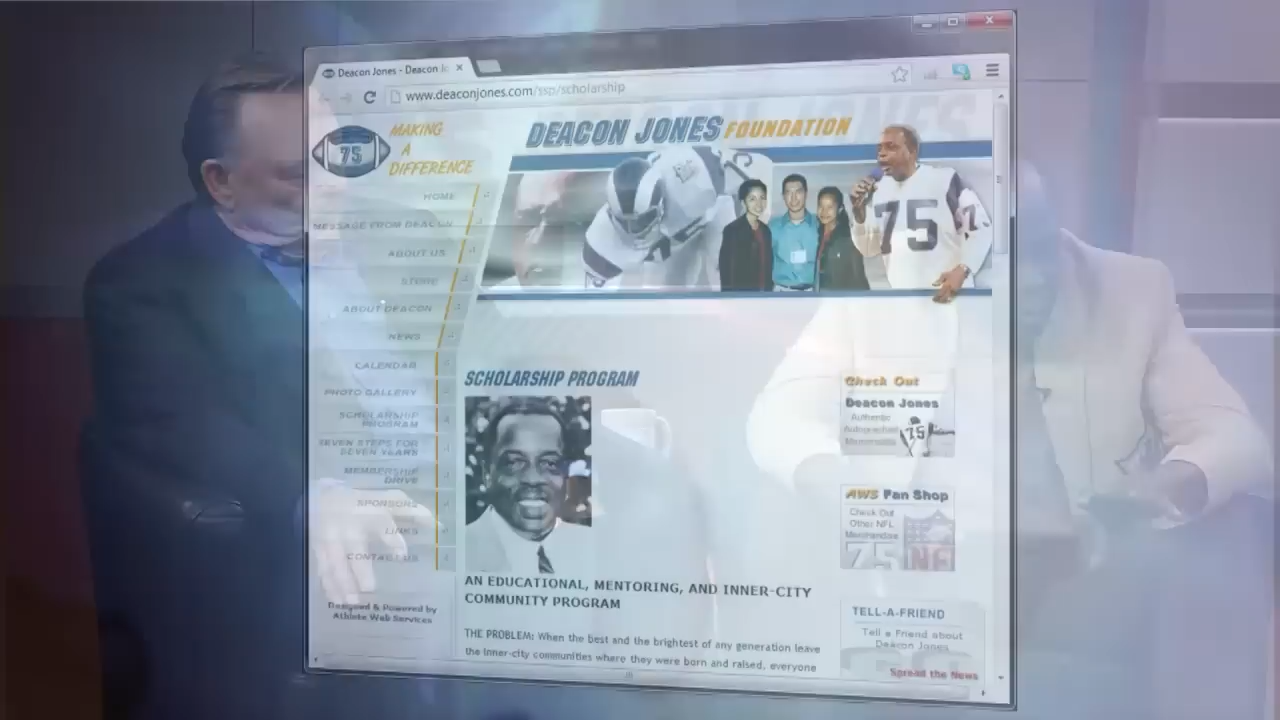 Deacon Jones - Deacon Jo
www.deaconjones.com/ssp/scholarship
75
MAKING
A
DIFFERENCE
DEACON JONES FOUNDATION
75
HOME
MESSAGE FROM DEACON
ABOUT US
STORE
ABOUT DEACON
NEWS
CALENDAR
PHOTO GALLERY
SCHOLARSHIP
PROGRAM
SEVEN STEPS FOR
SEVEN YEARS
MEMBERSHIP
DRIVE
SPONSORS
LINKS
CONTACT US
Designed & Powered by
Athlete Web Services
SCHOLARSHIP PROGRAM
AN EDUCATIONAL, MENTORING, AND INNER-CITY
COMMUNITY PROGRAM
THE PROBLEM: When the best and the brightest of any generation leave
the inner-city communities where they were born and raised, everyone
Check Out
Deacon Jones
Authentic
Autographed
Memorabilia
75
AWS Fan Shop
Check Out
Other NFL
Merchandise
75 NF
TELL-A-FRIEND
Tell a Friend about
Deacon Jones
Spread the News